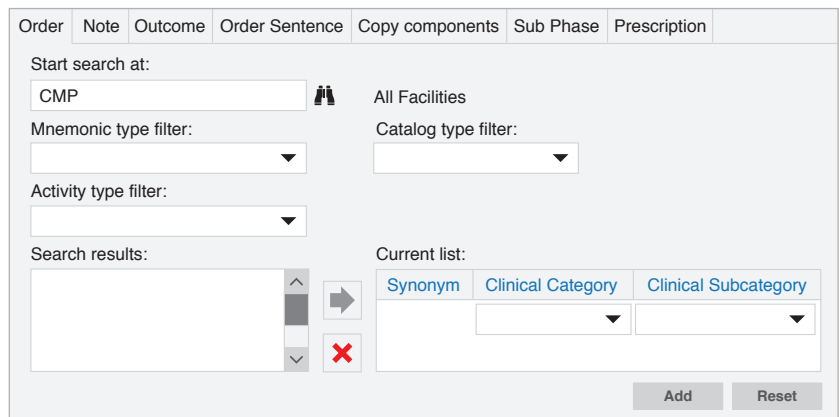 Order Note Outcome Order Sentence Copy components Sub Phase Prescription
Start search at:
CMP All Facilities
Mnemonic type filter: Catalog type filter:
Activity type filter:
Search results: Current list:
Synonym Clinical Category Clinical Subcategory
Add Reset